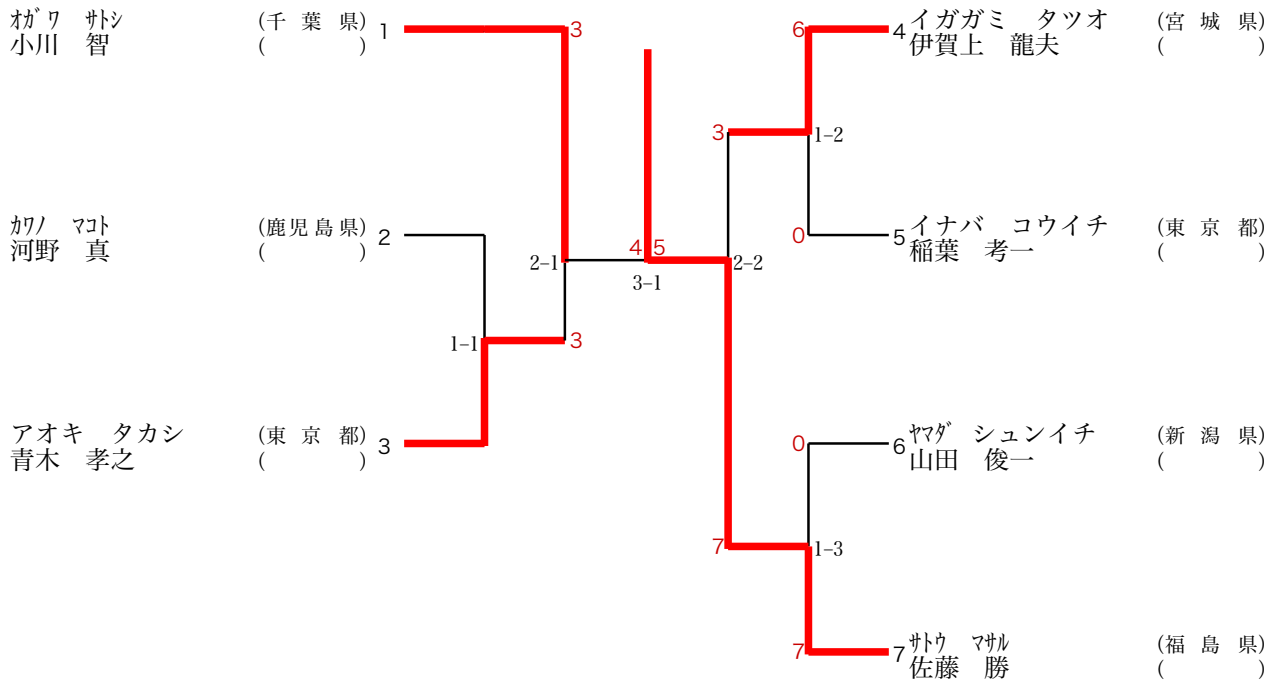 ｵｶﾞﾜ ｻﾄｼ (千葉県) 1
小川 智 ( )
3
ｶﾜﾉ ﾏｺﾄ (鹿児島県) 2
河野 真 ( )
2-1
1-1
3
アオキ タカシ (東京都) 3
青木 孝之 ( )
4 5
3-1
6
4 イガガミ タツオ (宮城県)
伊賀上 龍夫 ( )
3
1-2
0
5 イナバ コウイチ (東京都)
稲葉 考一 ( )
2-2
0
6 ﾔﾏﾀﾞ シュンイチ (新潟県)
山田 俊一 ( )
7
1-3
7
7 ｻﾄｳ ﾏｻﾙ (福島県)
佐藤 勝 ( )